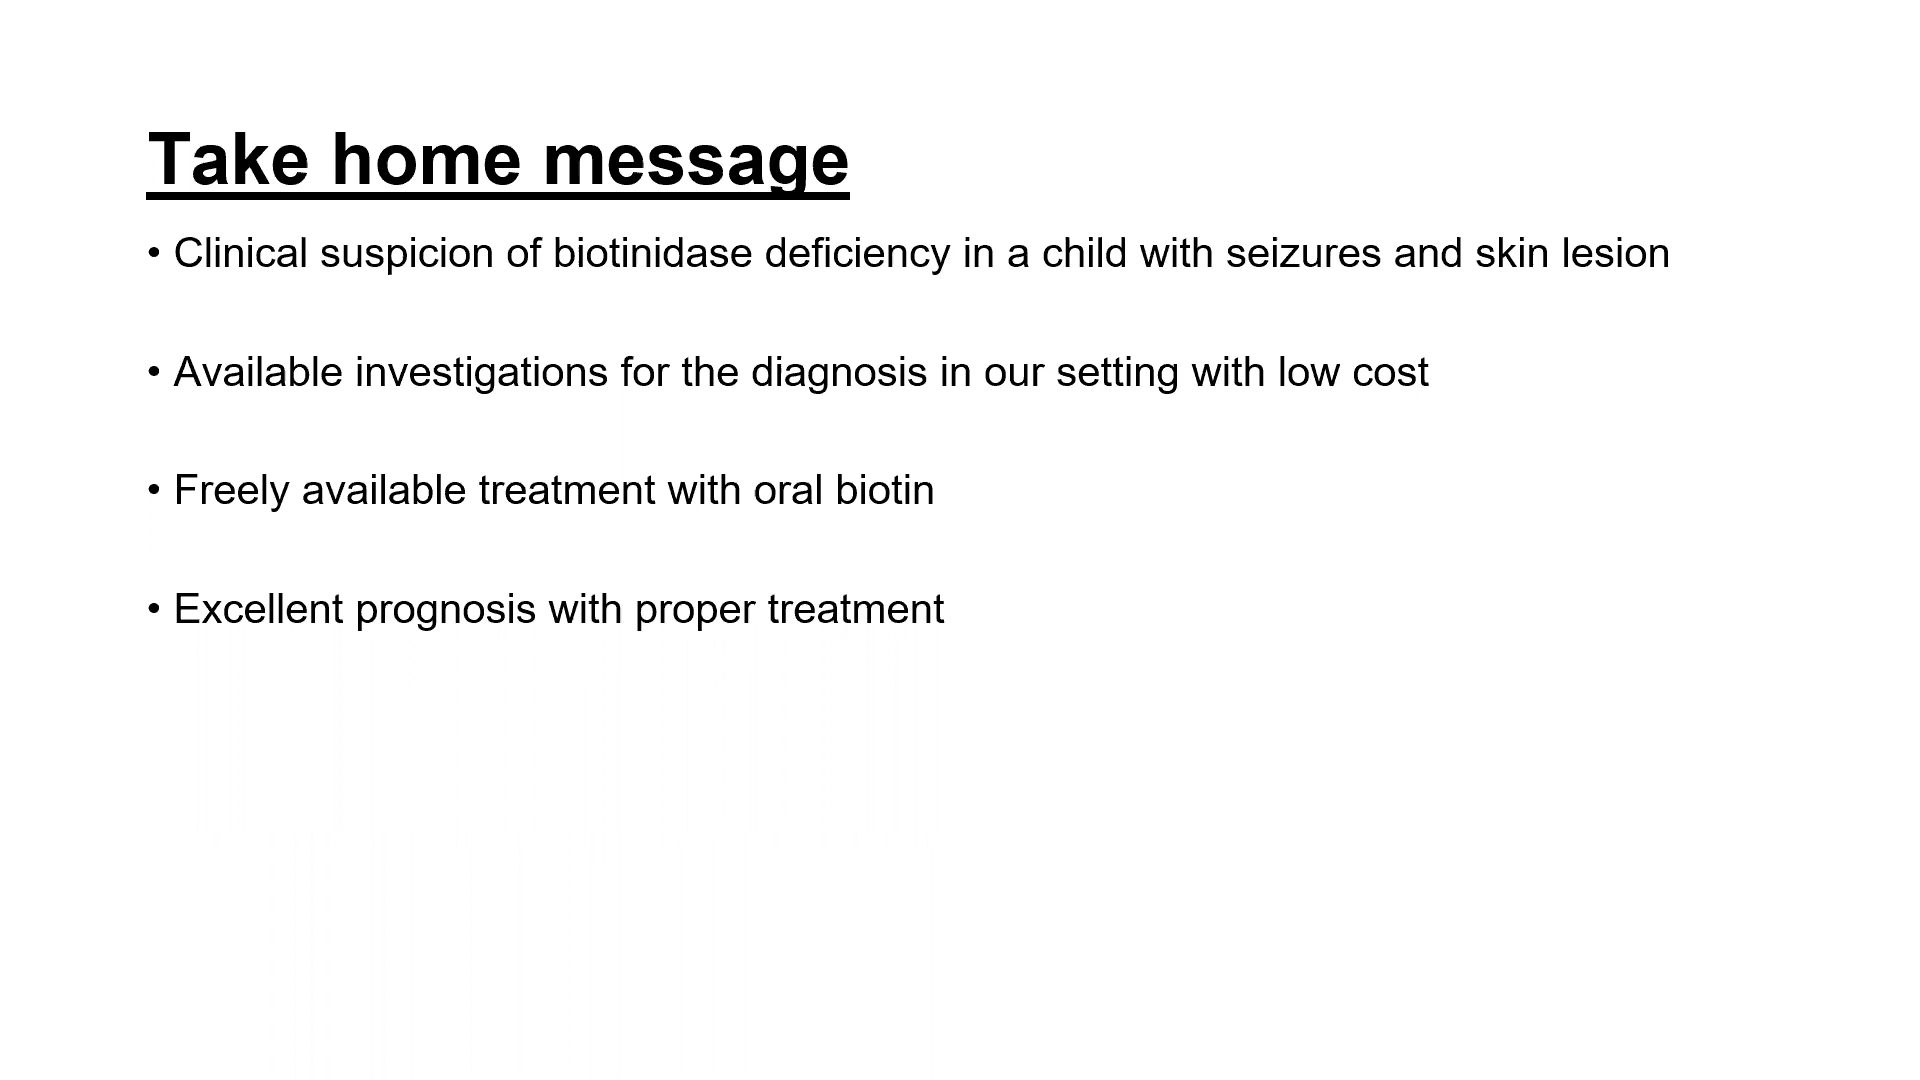 Take home message
• Clinical suspicion of biotinidase deficiency in a child with seizures and skin lesion
• Available investigations for the diagnosis in our setting with low cost
• Freely available treatment with oral biotin
• Excellent prognosis with proper treatment